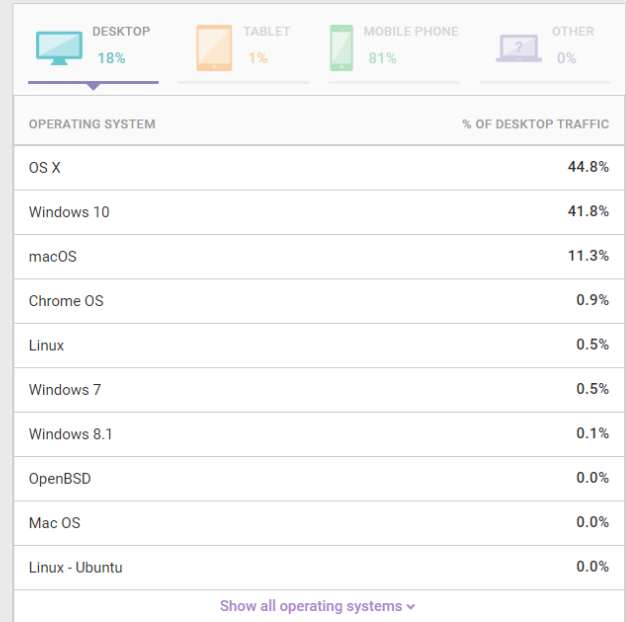 DESKTOP
18%
TABLET
1%
MOBILE PHONE
81%
?
OTHER
0%
OPERATING SYSTEM % OF DESKTOP TRAFFIC
OS X 44.8%
Windows 10 41.8%
macOS 11.3%
Chrome OS 0.9%
Linux 0.5%
Windows 7 0.5%
Windows 8.1 0.1%
OpenBSD 0.0%
Mac OS 0.0%
Linux - Ubuntu 0.0%
Show all operating systems